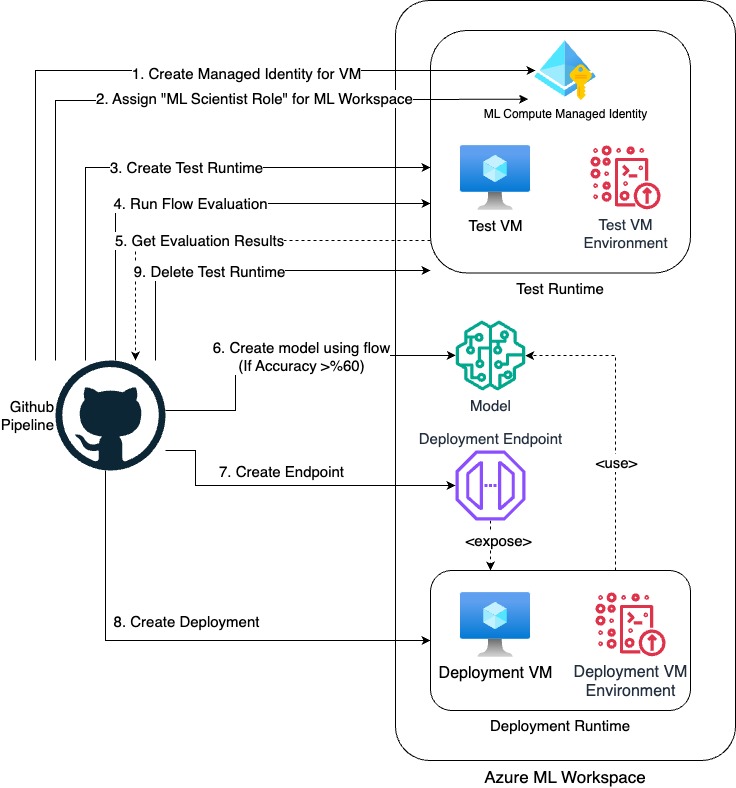 1. Create Managed Identity for VM
2. Assign "ML Scientist Role" for ML Workspace
ML Compute Managed Identity
3. Create Test Runtime
4. Run Flow Evaluation
Test VM
Test VM
Environment
5. Get Evaluation Results
9. Delete Test Runtime
Test Runtime
6. Create model using flow
(If Accuracy >%60)
Model
Github
Pipeline
Deployment Endpoint
7. Create Endpoint
<use>
<expose>
8. Create Deployment
Deployment VM
Deployment VM
Environment
Deployment Runtime
Azure ML Workspace